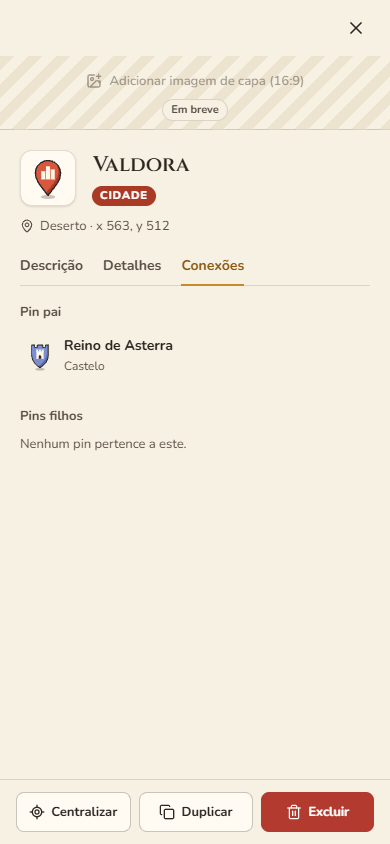 Adicionar imagem de capa (16:9)
Em breve
Valdora
CIDADE
Deserto · x 563, y 512
Descrição Detalhes Conexões
Pin pai
Reino de Asterra
Castelo
Pins filhos
Nenhum pin pertence a este.
Centralizar Duplicar Excluir